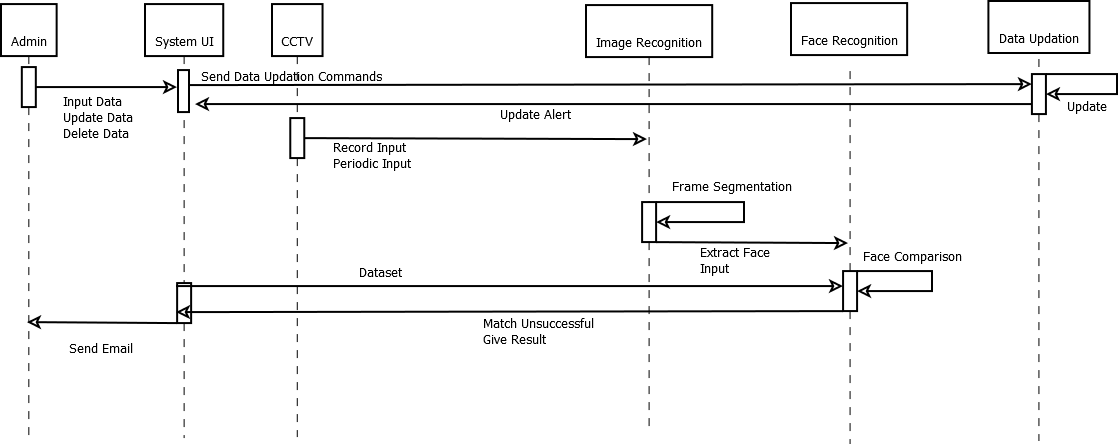 Admin
System UI
CCTV
Image Recognition
Face Recognition
Data Updation
Send Data Updation Commands
Input Data
Update Data
Delete Data
Update Alert
Update
Record Input
Periodic Input
Frame Segmentation
Extract Face
Input
Face Comparison
Dataset
Match Unsuccessful
Give Result
Send Email